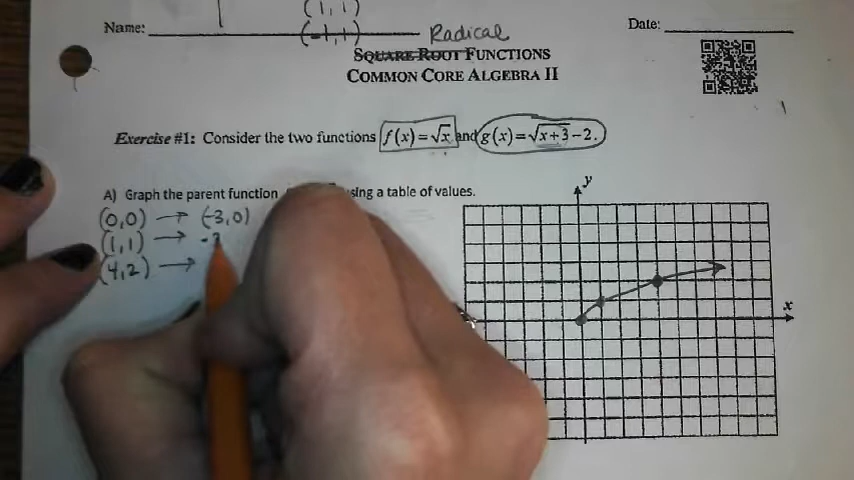 (1, 1)
Name:
(-1, 1)
Radical
Date:
SQUARE ROOT FUNCTIONS
COMMON CORE ALGEBRA II
Exercise #1: Consider the two functions f(x)=√x and g(x)=√x+3−2.
A) Graph the parent function using a table of values.
(0,0) → (-3,0)
(1,1) →
(4,2) →
y
x